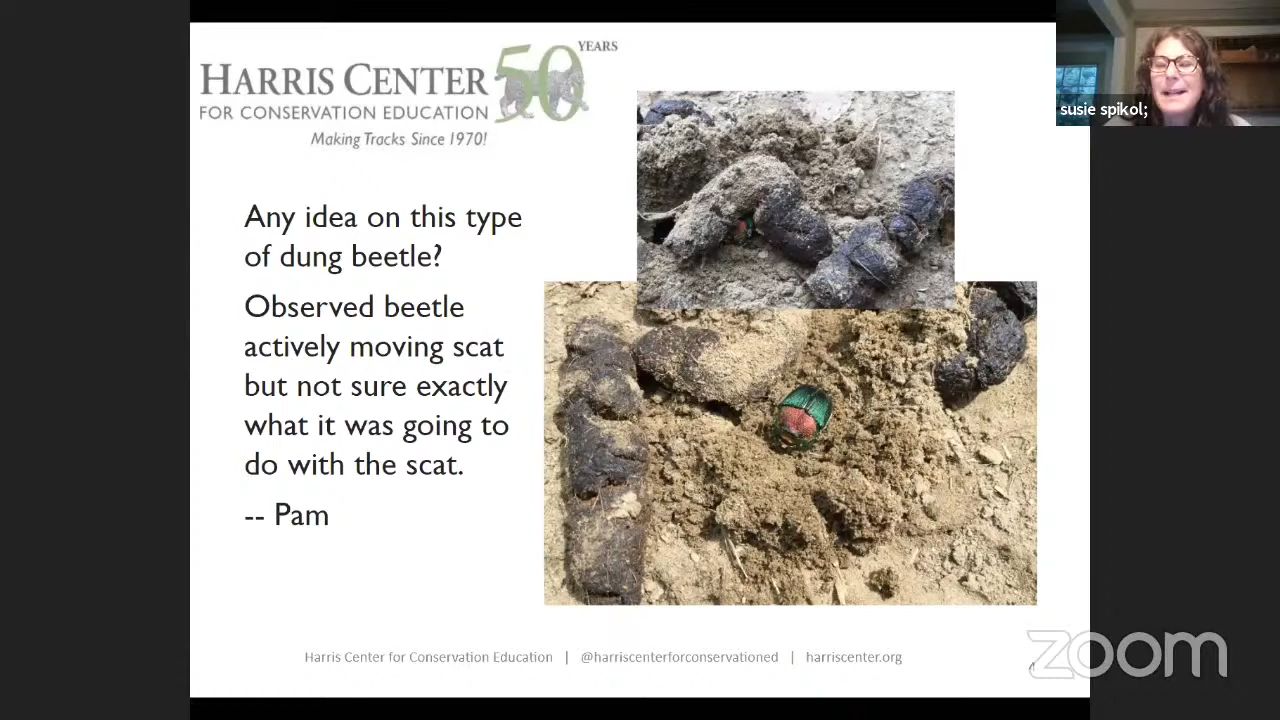 HARRIS CENTER
50 YEARS
FOR CONSERVATION EDUCATION
Making Tracks Since 1970!
susie spikol;
Any idea on this type
of dung beetle?
Observed beetle
actively moving scat
but not sure exactly
what it was going to
do with the scat.
-- Pam
Harris Center for Conservation Education | @harriscenterforconservationed | harriscenter.org
zoom